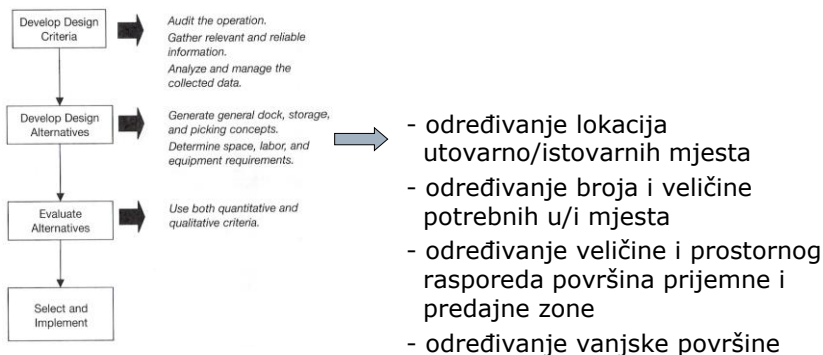 Develop Design
Criteria
Audit the operation.
Gather relevant and reliable
information.
Analyze and manage the
collected data.
Develop Design
Alternatives
Generate general dock, storage,
and picking concepts.
Determine space, labor, and
equipment requirements.
- određivanje lokacija
utovarno/istovarnih mjesta
- određivanje broja i veličine
potrebnih u/i mjesta
- određivanje veličine i prostornog
rasporeda površina prijemne i
predajne zone
- određivanje vanjske površine
Evaluate
Alternatives
Use both quantitative and
qualitative criteria.
Select and
Implement